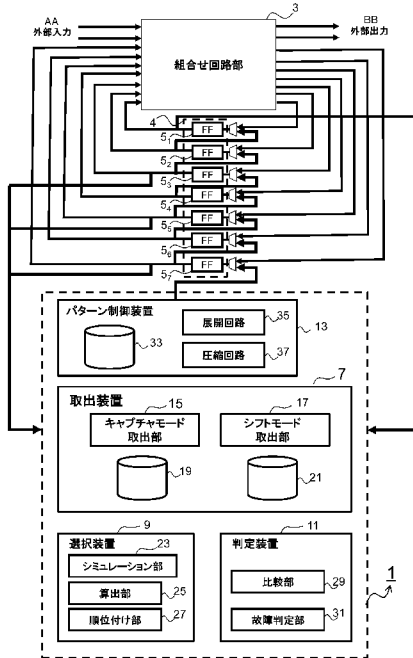 3
AA
外部入力
BB
外部出力
組合せ回路部
4
FF
5₁
FF
5₂
FF
5₃
FF
5₄
FF
5₅
FF
5₆
FF
5₇
パターン制御装置
展開回路
35
13
33
圧縮回路
37
7
取出装置
15
17
キャプチャモード
取出部
シフトモード
取出部
19
21
9
11
選択装置
23
判定装置
シミュレーション部
算出部
25
比較部
29
1
順位付け部
27
故障判定部
31